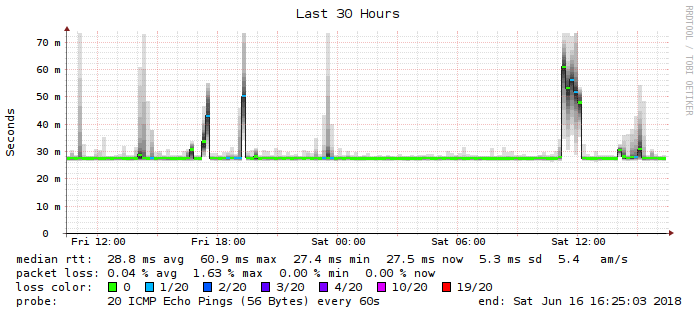 Last 30 Hours
RRDTOOL / TOBI OETIKER
Seconds
70 m
60 m
50 m
40 m
30 m
20 m
10 m
0
Fri 12:00 Fri 18:00 Sat 00:00 Sat 06:00 Sat 12:00
median rtt: 28.8 ms avg 60.9 ms max 27.4 ms min 27.5 ms now 5.3 ms sd 5.4 am/s
packet loss: 0.04 % avg 1.63 % max 0.00 % min 0.00 % now
loss color: 0 1/20 2/20 3/20 4/20 10/20 19/20
probe: 20 ICMP Echo Pings (56 Bytes) every 60s end: Sat Jun 16 16:25:03 2018